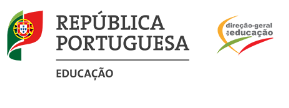 REPÚBLICA
PORTUGUESA
EDUCAÇÃO
direção-geral
da educação